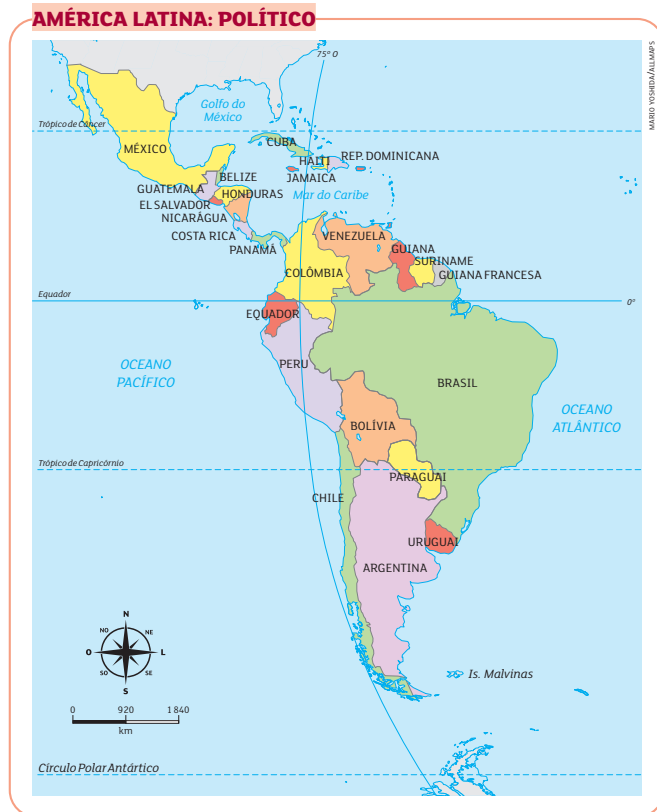 AMÉRICA LATINA: POLÍTICO
MARIO YOSHIDA/ALLMAPS
75° O
Golfo do
México
Trópico de Câncer
CUBA
MÉXICO
HAITI
REP. DOMINICANA
JAMAICA
BELIZE
GUATEMALA
HONDURAS
Mar do Caribe
EL SALVADOR
NICARÁGUA
COSTA RICA
VENEZUELA
PANAMÁ
GUIANA
SURINAME
COLÔMBIA
GUIANA FRANCESA
Equador
0°
EQUADOR
OCEANO
PACÍFICO
PERU
BRASIL
OCEANO
ATLÂNTICO
BOLÍVIA
Trópico de Capricórnio
PARAGUAI
CHILE
URUGUAI
ARGENTINA
N
NO
NE
O
L
SO
SE
S
Is. Malvinas
0 920 1 840
km
Círculo Polar Antártico